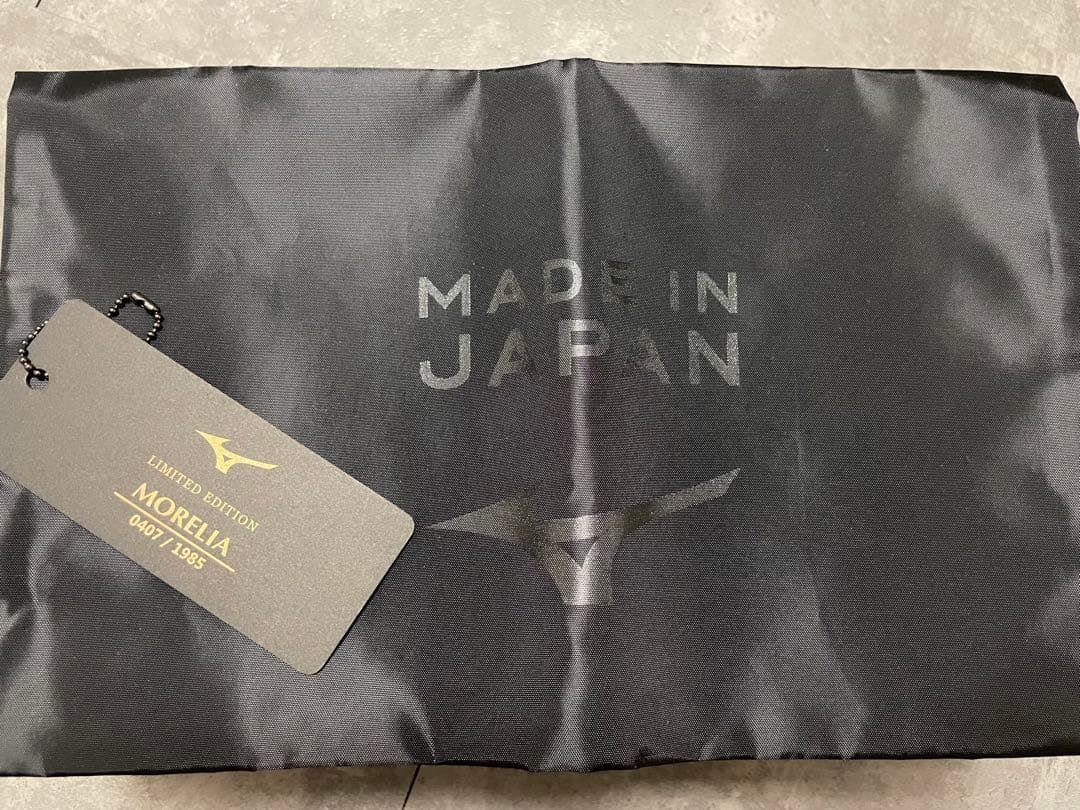 MADE IN
JAPAN
LIMITED EDITION
MORELIA
0407 / 1985